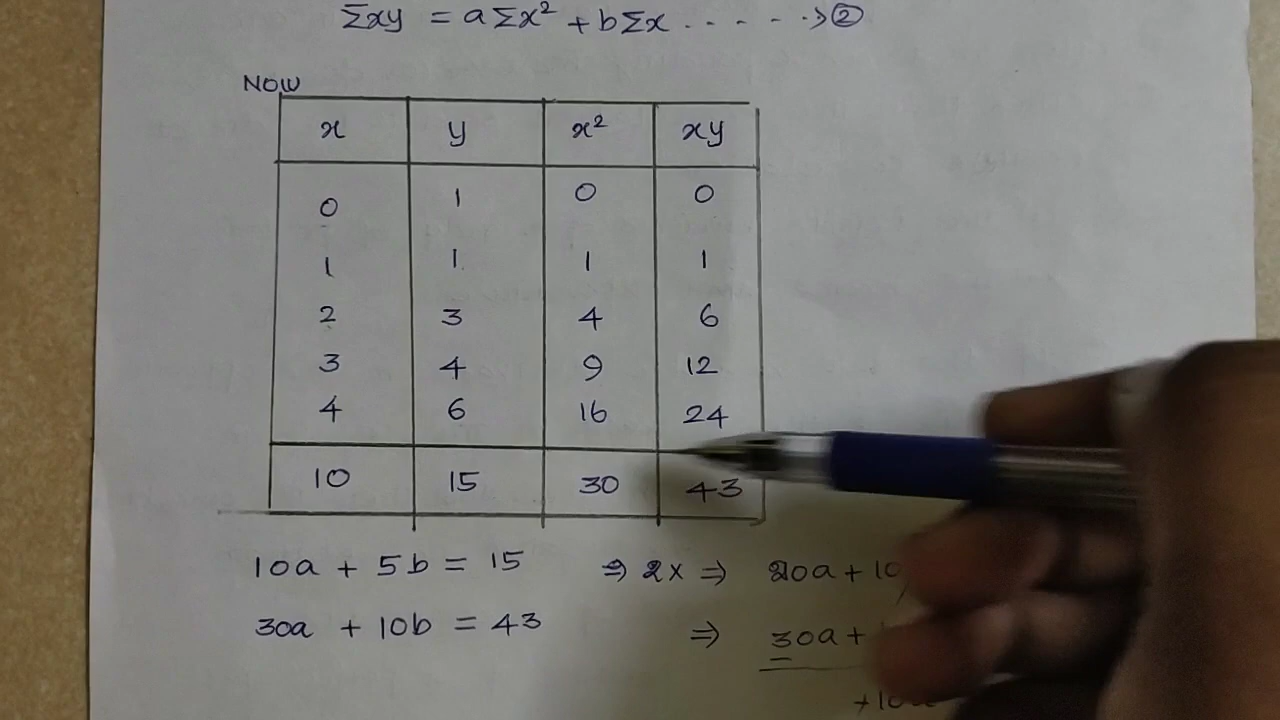 Σxy = aΣx² + bΣx . . . . . . → ②
Now
x y x² xy
0 1 0 0
1 1 1 1
2 3 4 6
3 4 9 12
4 6 16 24
10 15 30 43
10a + 5b = 15 ⇒ 2x ⇒ 20a + 10
30a + 10b = 43 ⇒ 30a +